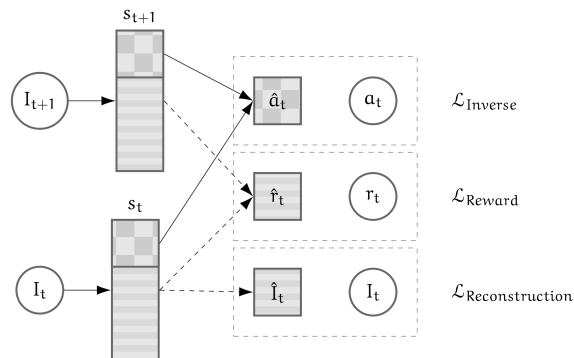 s_{t+1}
I_{t+1}
â_t a_t ℒ_Inverse
r̂_t r_t ℒ_Reward
s_t
I_t Î_t I_t ℒ_Reconstruction